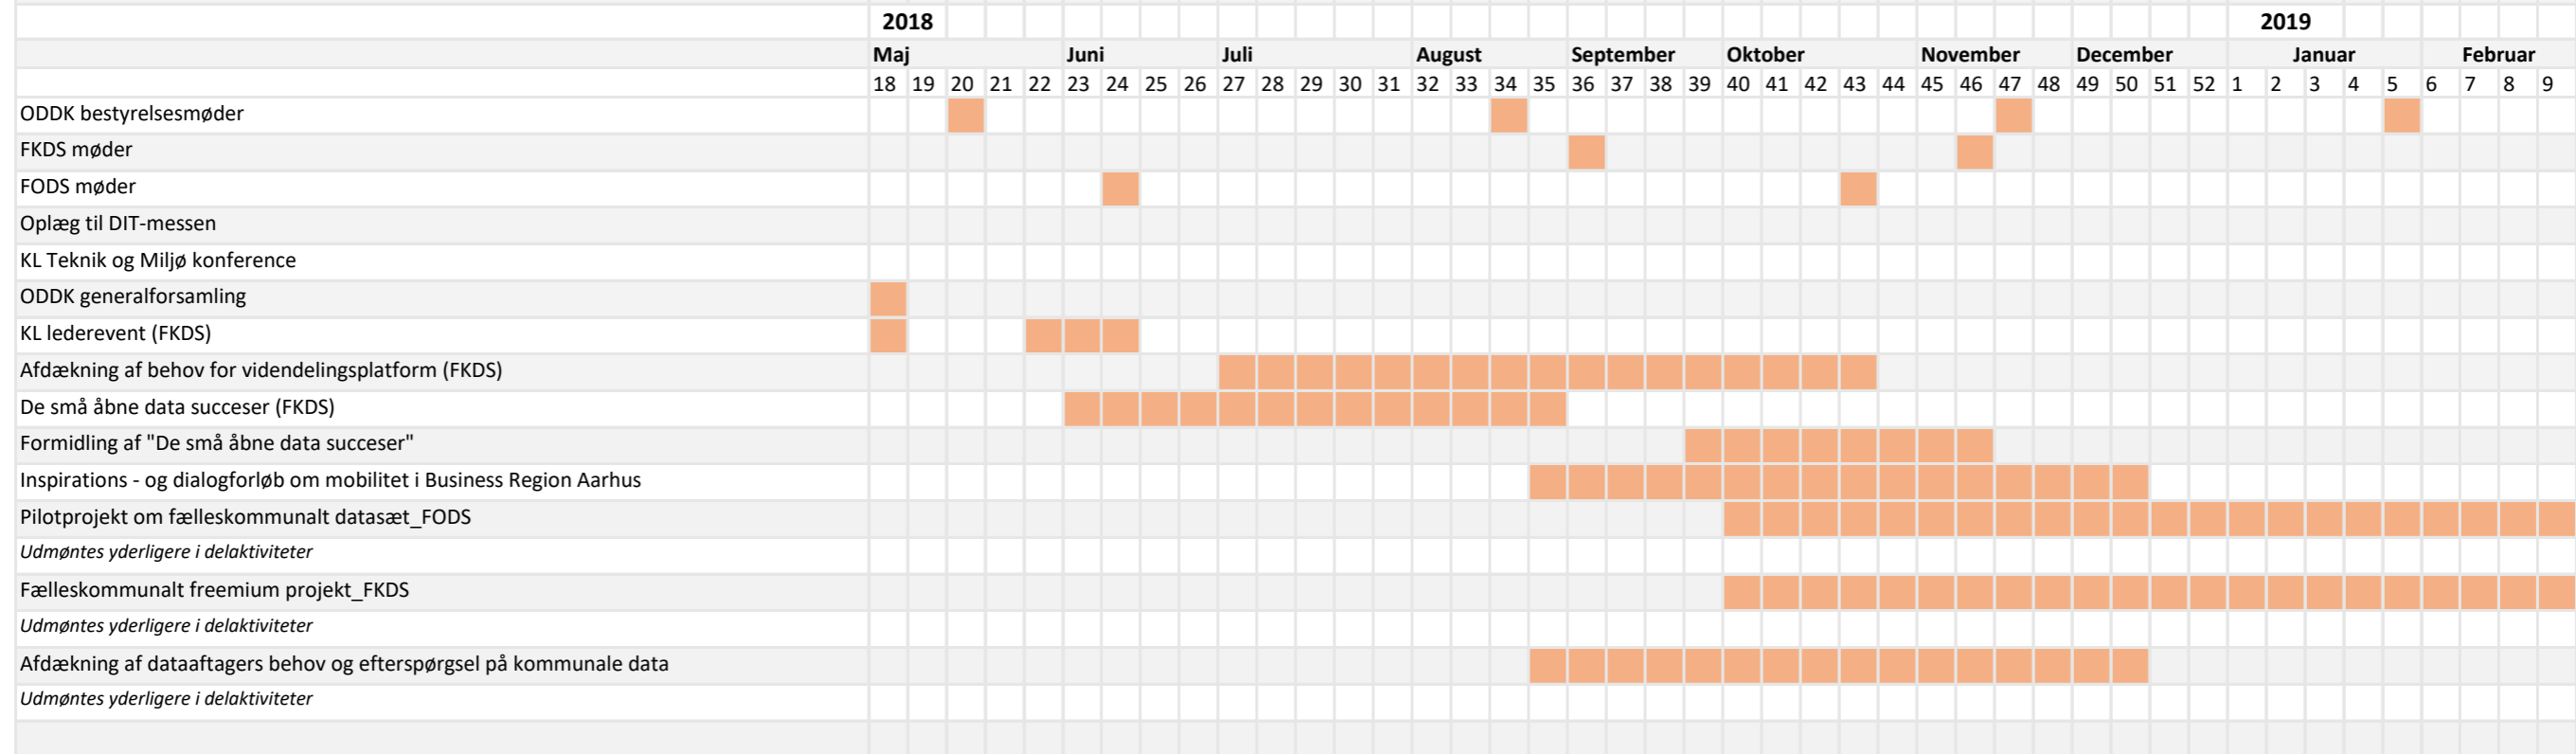 2018 2019
Maj Juni Juli August September Oktober November December Januar Februar
18 19 20 21 22 23 24 25 26 27 28 29 30 31 32 33 34 35 36 37 38 39 40 41 42 43 44 45 46 47 48 49 50 51 52 1 2 3 4 5 6 7 8 9
ODDK bestyrelsesmøder
FKDS møder
FODS møder
Oplæg til DIT-messen
KL Teknik og Miljø konference
ODDK generalforsamling
KL lederevent (FKDS)
Afdækning af behov for videndelingsplatform (FKDS)
De små åbne data succeser (FKDS)
Formidling af "De små åbne data succeser"
Inspirations - og dialogforløb om mobilitet i Business Region Aarhus
Pilotprojekt om fælleskommunalt datasæt_FODS
Udmøntes yderligere i delaktiviteter
Fælleskommunalt freemium projekt_FKDS
Udmøntes yderligere i delaktiviteter
Afdækning af dataaftagers behov og efterspørgsel på kommunale data
Udmøntes yderligere i delaktiviteter